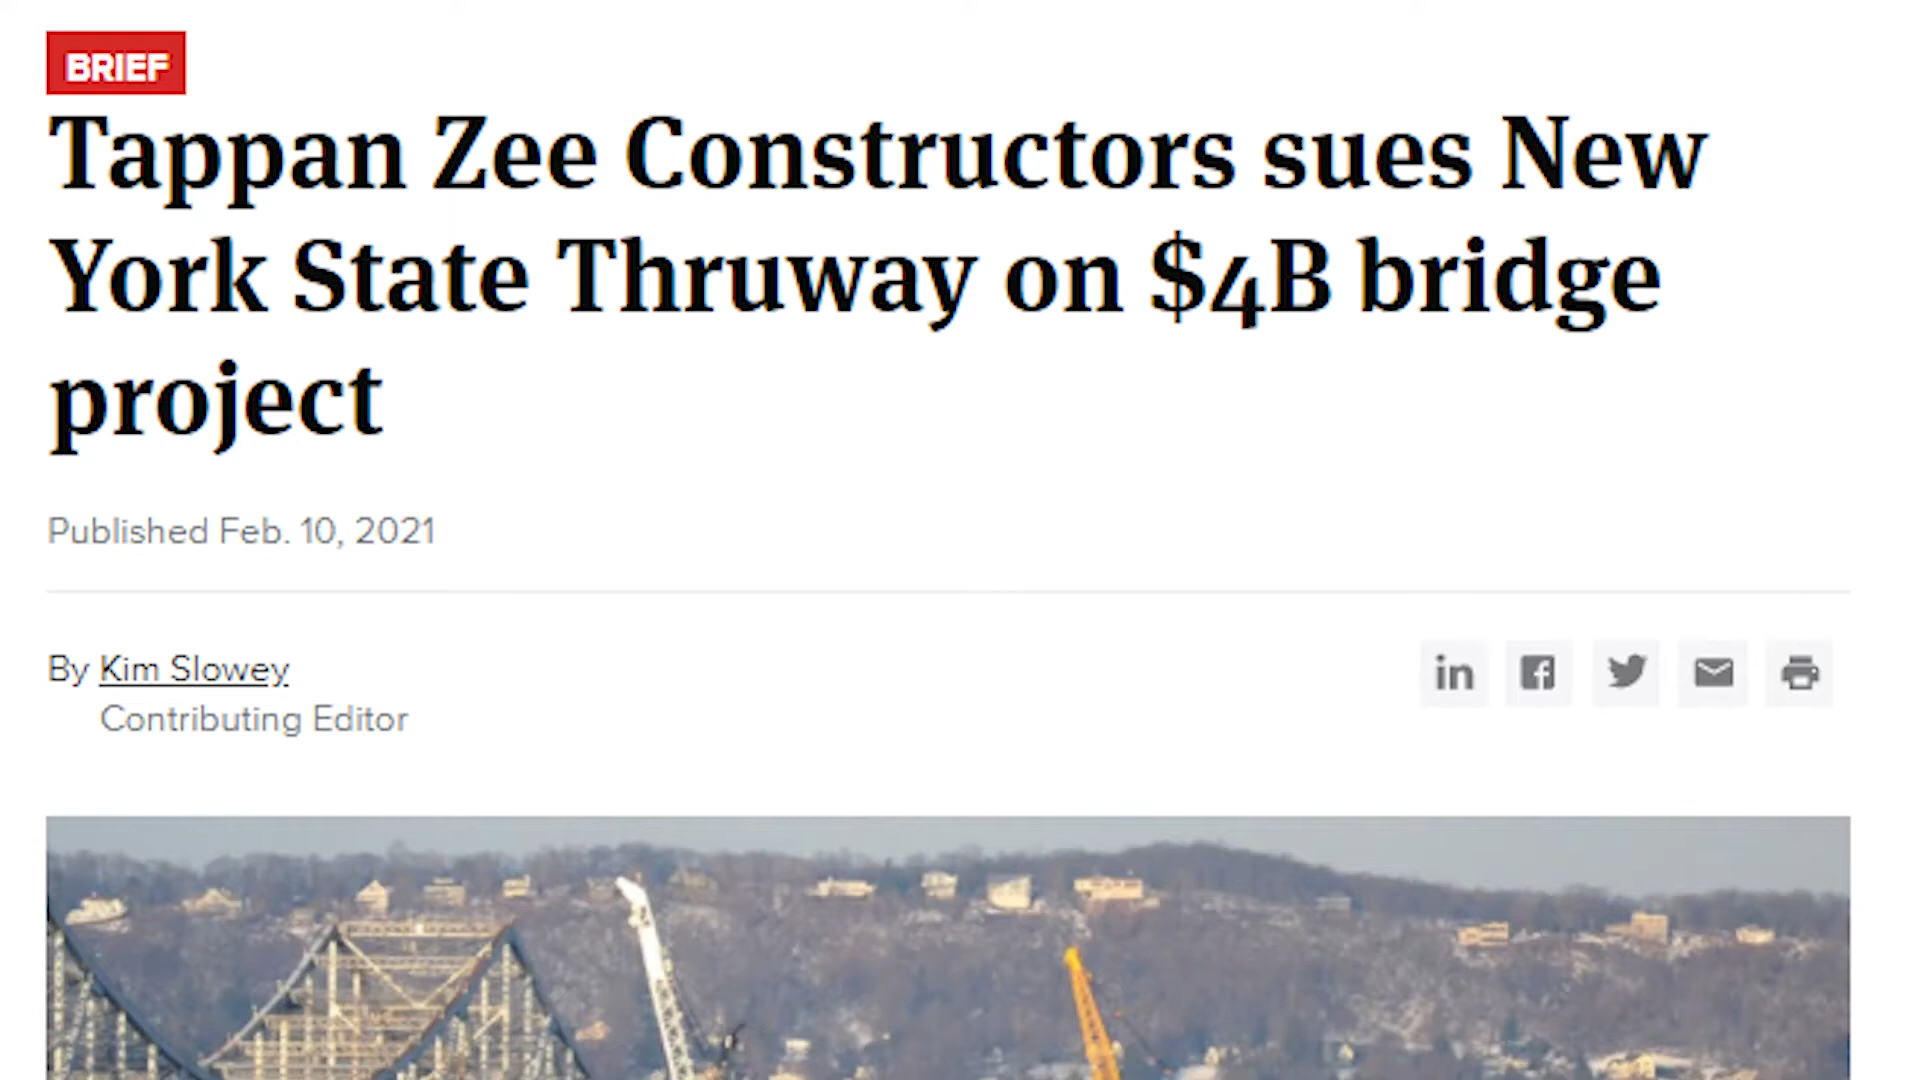 BRIEF
Tappan Zee Constructors sues New
York State Thruway on $4B bridge
project
Published Feb. 10, 2021
By Kim Slowey
Contributing Editor
in
f